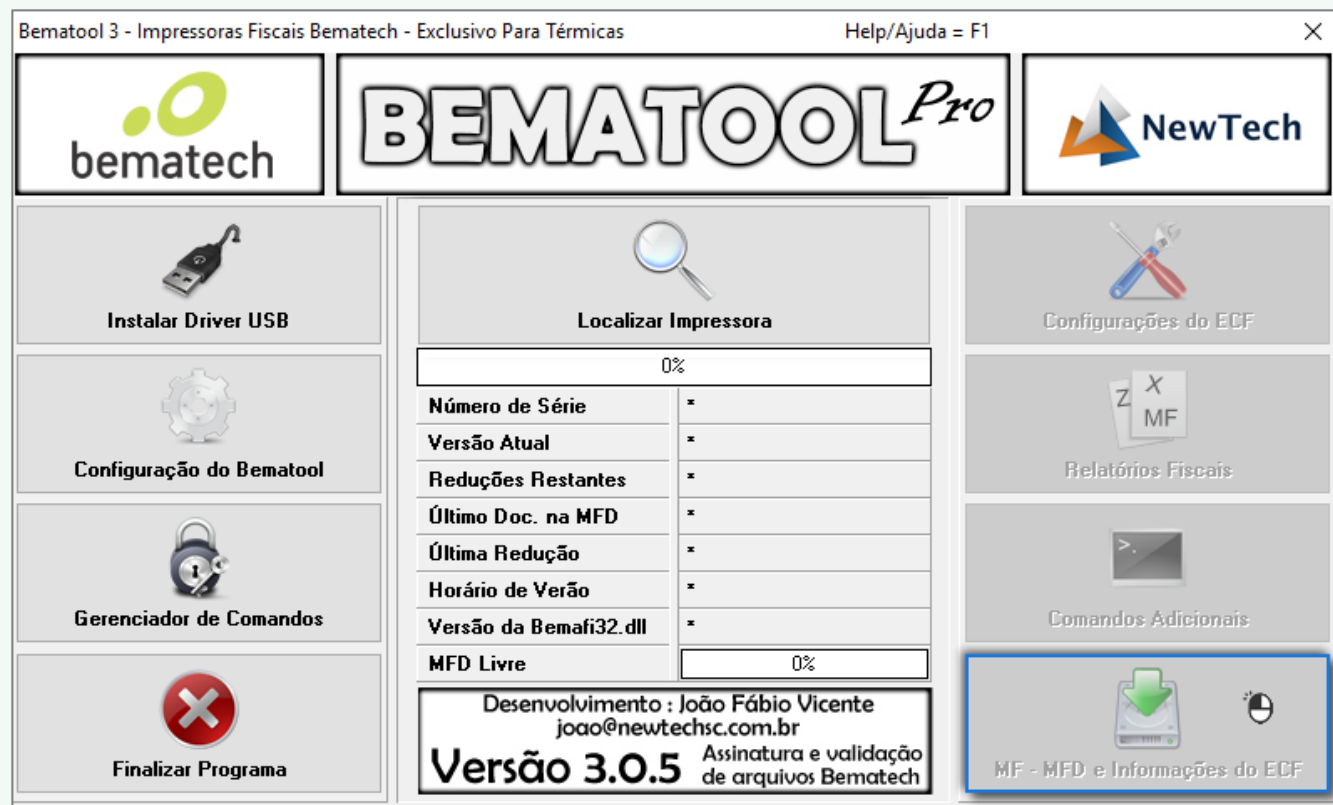 Bematool 3 - Impressoras Fiscais Bematech - Exclusivo Para Térmicas Help/Ajuda = F1
bematech
BEMATOOL Pro
NewTech
Instalar Driver USB
Localizar Impressora
Configurações do ECF
0%
Número de Série *
Versão Atual *
Reduções Restantes *
Último Doc. na MFD *
Última Redução *
Horário de Verão *
Versão da Bemafi32.dll *
MFD Livre 0%
Configuração do Bematool
Z X MF
Relatórios Fiscais
Gerenciador de Comandos
>.
Comandos Adicionais
Finalizar Programa
Desenvolvimento : João Fábio Vicente
joao@newtechsc.com.br
Versão 3.0.5 Assinatura e validação
de arquivos Bematech
MF - MFD e Informações do ECF